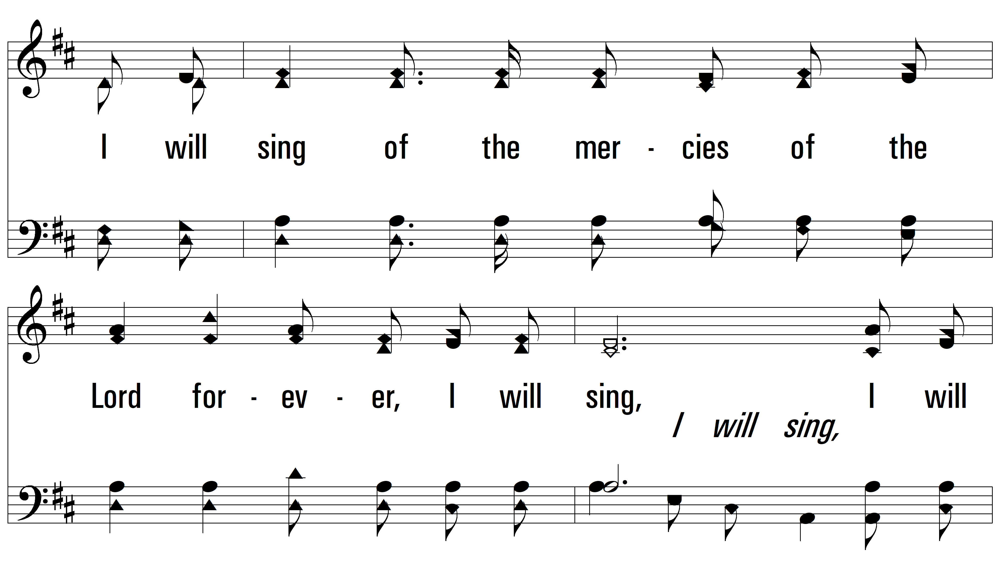 I will sing of the mer - cies of the
Lord for - ev - er, I will sing, I will
I will sing,